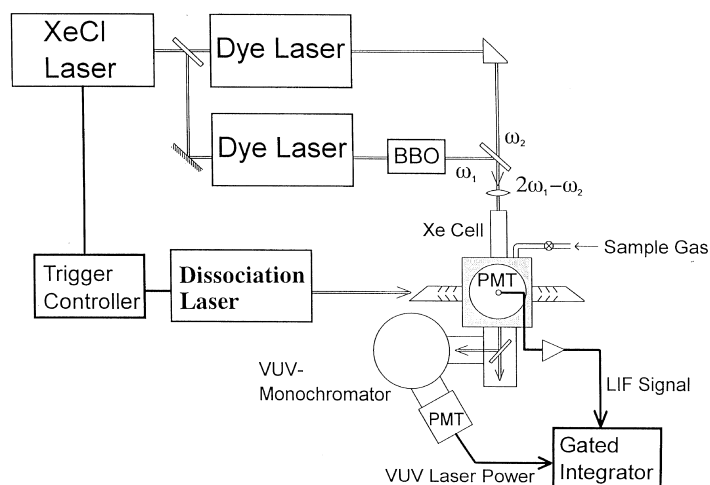 XeCl
Laser
Dye Laser
Dye Laser
BBO
ω₂
ω₁
2ω₁−ω₂
Xe Cell
Sample Gas
Trigger
Controller
Dissociation
Laser
PMT
VUV-
Monochromator
PMT
LIF Signal
VUV Laser Power
Gated
Integrator